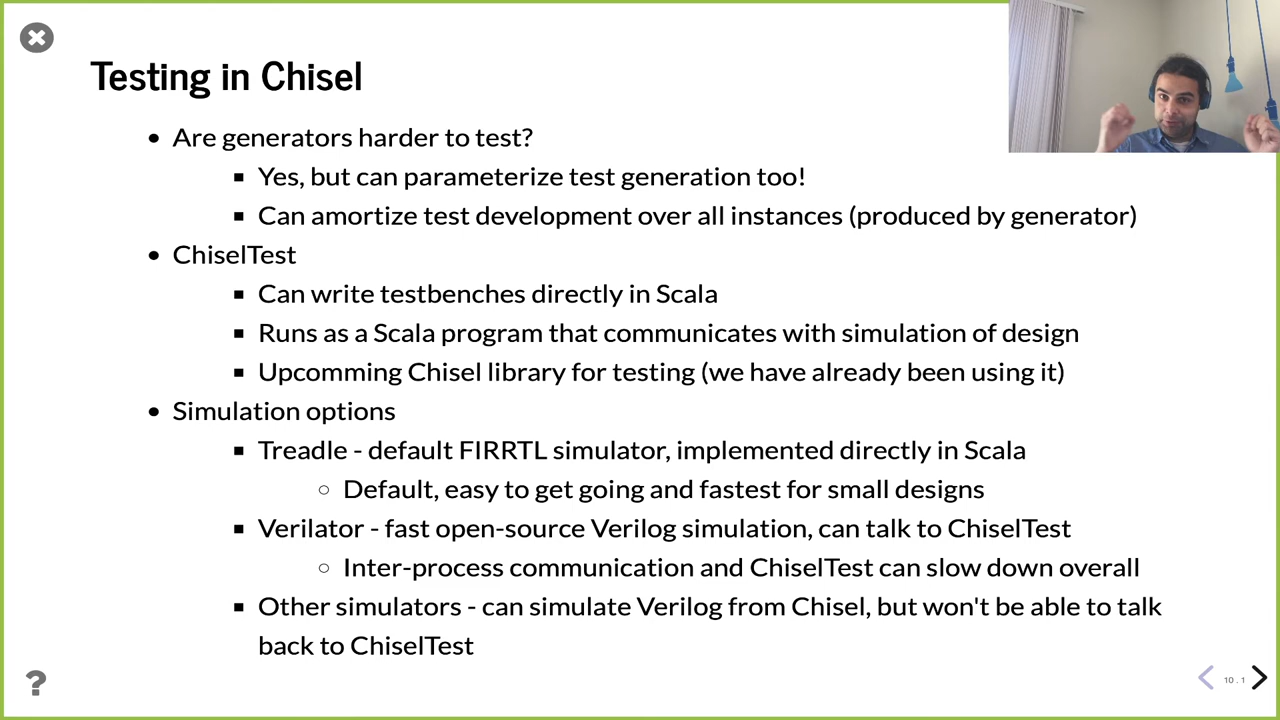 Testing in Chisel
• Are generators harder to test?
▪ Yes, but can parameterize test generation too!
▪ Can amortize test development over all instances (produced by generator)
• ChiselTest
▪ Can write testbenches directly in Scala
▪ Runs as a Scala program that communicates with simulation of design
▪ Upcomming Chisel library for testing (we have already been using it)
• Simulation options
▪ Treadle - default FIRRTL simulator, implemented directly in Scala
○ Default, easy to get going and fastest for small designs
▪ Verilator - fast open-source Verilog simulation, can talk to ChiselTest
○ Inter-process communication and ChiselTest can slow down overall
▪ Other simulators - can simulate Verilog from Chisel, but won't be able to talk
back to ChiselTest
?
10 . 1